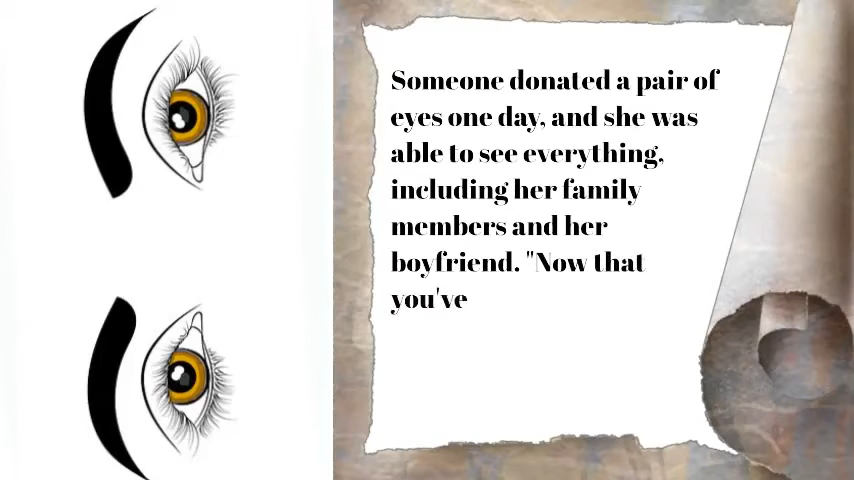 Someone donated a pair of
eyes one day, and she was
able to see everything,
including her family
members and her
boyfriend. "Now that
you've